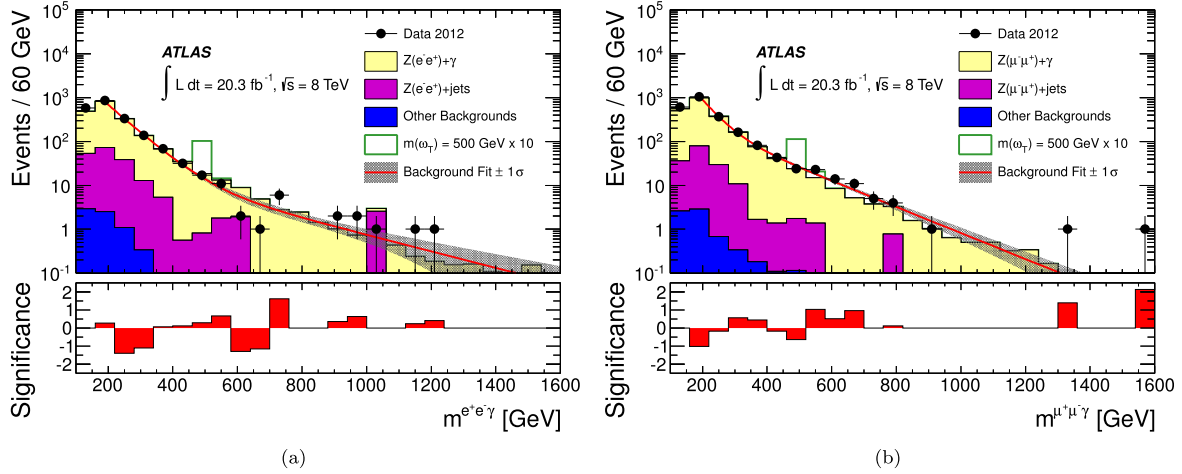 Events / 60 GeV
10⁵
10⁴
10³
10²
10
1
10⁻¹
ATLAS
∫ L dt = 20.3 fb⁻¹, √s = 8 TeV
Data 2012
Z(e⁻e⁺)+γ
Z(e⁻e⁺)+jets
Other Backgrounds
m(ω_T) = 500 GeV x 10
Background Fit ± 1σ
Significance
2
1
0
-1
-2
200 400 600 800 1000 1200 1400 1600
m^{e⁺e⁻γ} [GeV]
(a)
Events / 60 GeV
10⁵
10⁴
10³
10²
10
1
10⁻¹
ATLAS
∫ L dt = 20.3 fb⁻¹, √s = 8 TeV
Data 2012
Z(μ⁻μ⁺)+γ
Z(μ⁻μ⁺)+jets
Other Backgrounds
m(ω_T) = 500 GeV x 10
Background Fit ± 1σ
Significance
2
1
0
-1
-2
200 400 600 800 1000 1200 1400 1600
m^{μ⁺μ⁻γ} [GeV]
(b)